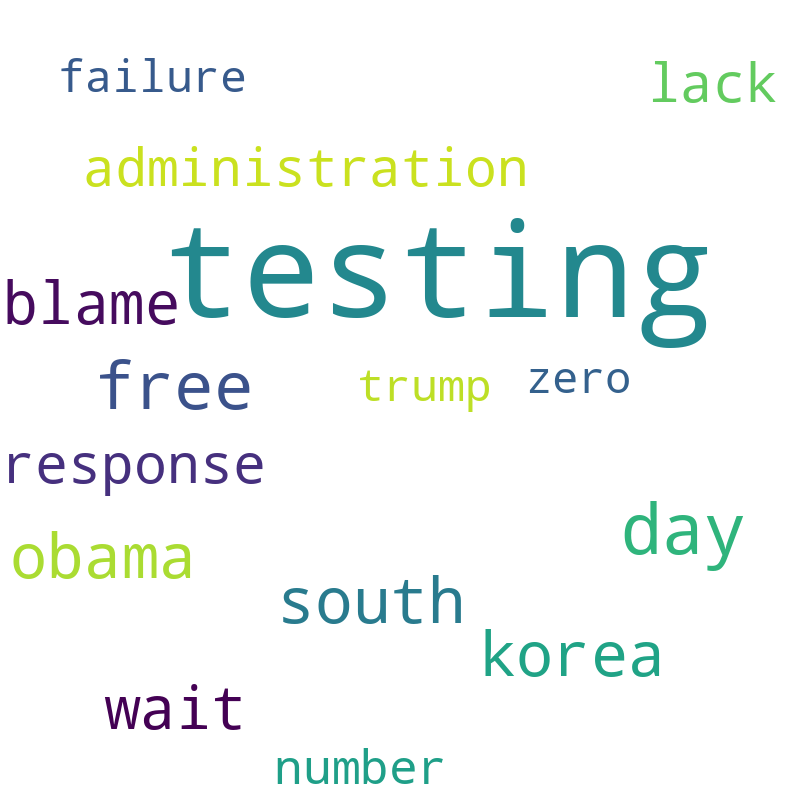 failure
lack
administration
testing
blame
free
trump
zero
response
day
obama
south
korea
wait
number